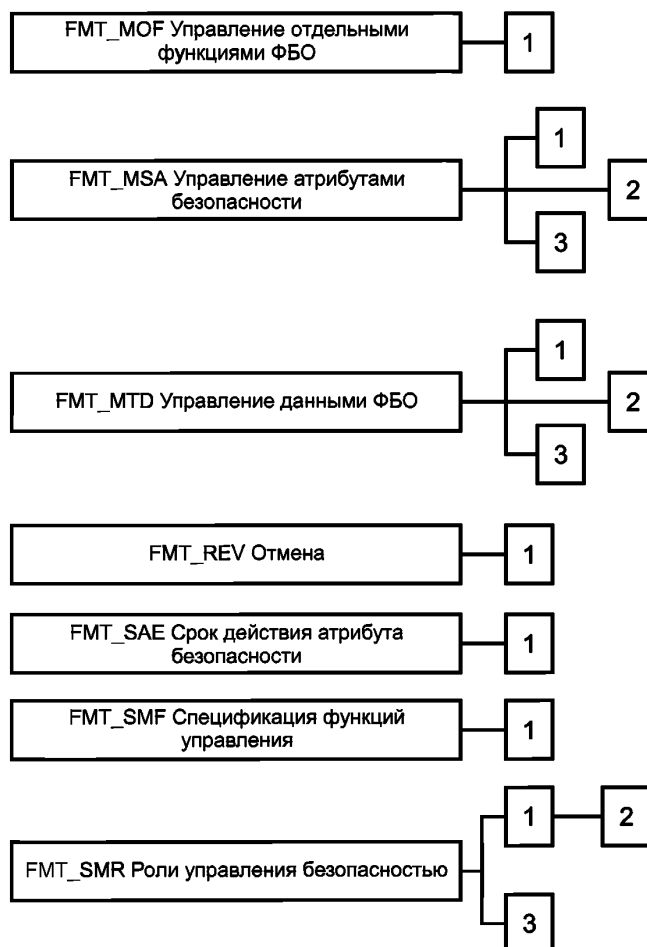 FMT_MOF Управление отдельными
функциями ФБО
1
1
FMT_MSA Управление атрибутами
безопасности
2
3
1
FMT_MTD Управление данными ФБО
2
3
FMT_REV Отмена
1
FMT_SAE Срок действия атрибута
безопасности
1
FMT_SMF Спецификация функций
управления
1
1
2
FMT_SMR Роли управления безопасностью
3